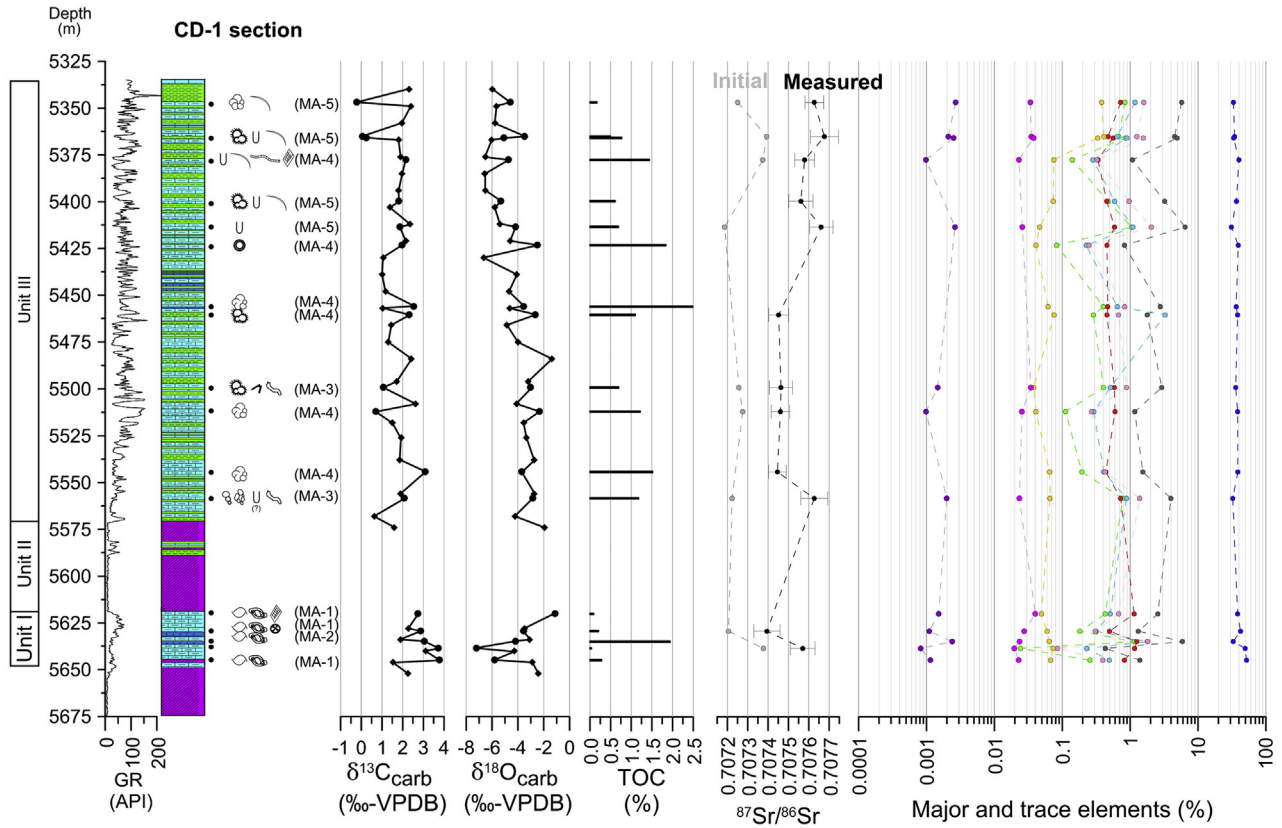 Depth
(m)
CD-1 section
5325
5350
5375
5400
5425
5450
5475
5500
5525
5550
5575
5600
5625
5650
5675
Unit III
Unit II
Unit I
(MA-5)
(MA-5)
(MA-4)
(MA-5)
(MA-5)
(MA-4)
(MA-4)
(MA-4)
(MA-3)
(MA-4)
(MA-4)
(MA-3)
(?)
(MA-1)
(MA-1)
(MA-2)
(MA-1)
Initial Measured
0 200
GR
(API)
-1 0 1 2 3 4
δ¹³Ccarb
(‰-VPDB)
-8 -6 -4 -2 0
δ¹⁸Ocarb
(‰-VPDB)
0.0 0.5 1.0 1.5 2.0 2.5
TOC
(%)
0.7072 0.7073 0.7074 0.7075 0.7076 0.7077
⁸⁷Sr/⁸⁶Sr
0.0001 0.001 0.01 0.1 1 10 100
Major and trace elements (%)